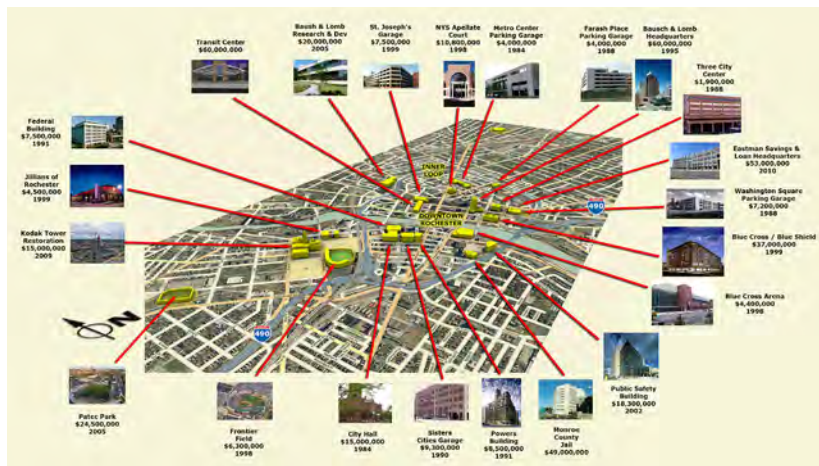 Transit Center
$60,000,000
Baush & Lomb
Research & Dev
$20,000,000
2005
St. Joseph's
Garage
$7,500,000
1999
NYS Apellate
Court
$10,800,000
1998
Metro Center
Parking Garage
$4,000,000
1984
Farash Place
Parking Garage
$4,000,000
1988
Bausch & Lomb
Headquarters
$60,000,000
1995
Three City
Center
$1,900,000
1988
Federal
Building
$7,500,000
1991
Eastman Savings &
Loan Headquarters
$53,000,000
2010
INNER
LOOP
Jillians of
Rochester
$4,500,000
1999
Washington Square
Parking Garage
$7,200,000
1988
490
DOWNTOWN
ROCHESTER
Kodak Tower
Restoration
$15,000,000
2009
Blue Cross / Blue Shield
$37,000,000
1999
Blue Cross Arena
$4,400,000
1998
N
490
Public Safety
Building
$18,300,000
2002
Patec Park
$24,500,000
2005
Frontier
Field
$6,300,000
1998
City Hall
$15,000,000
1984
Sisters
Cities Garage
$9,300,000
1990
Powers
Building
$8,500,000
1991
Monroe
County
Jail
$49,000,000